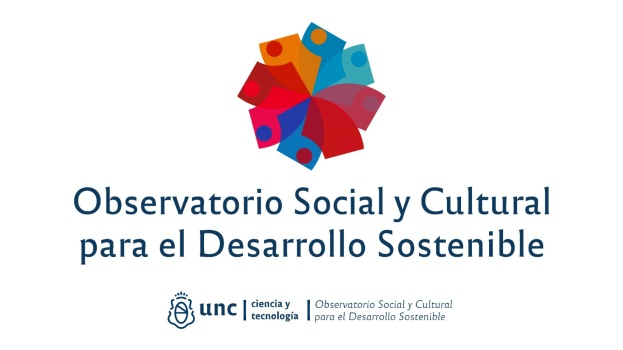 Observatorio Social y Cultural
para el Desarrollo Sostenible
unc
ciencia y
tecnología
Observatorio Social y Cultural
para el Desarrollo Sostenible